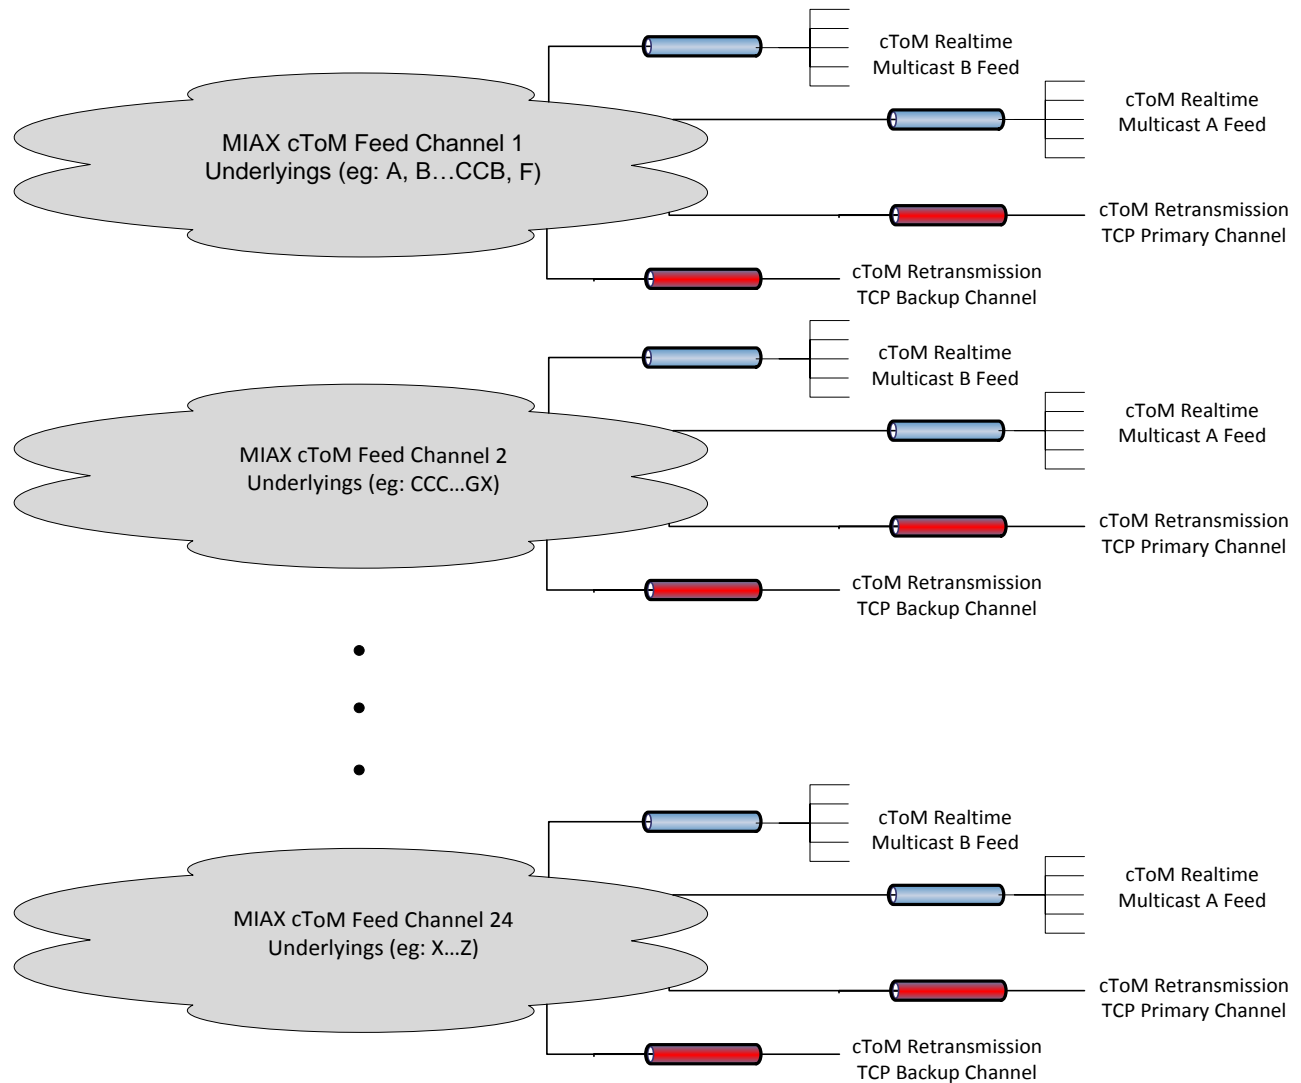 cToM Realtime
Multicast B Feed
cToM Realtime
Multicast A Feed
MIAX cToM Feed Channel 1
Underlyings (eg: A, B…CCB, F)
cToM Retransmission
TCP Primary Channel
cToM Retransmission
TCP Backup Channel
cToM Realtime
Multicast B Feed
cToM Realtime
Multicast A Feed
MIAX cToM Feed Channel 2
Underlyings (eg: CCC…GX)
cToM Retransmission
TCP Primary Channel
cToM Retransmission
TCP Backup Channel
cToM Realtime
Multicast B Feed
cToM Realtime
Multicast A Feed
MIAX cToM Feed Channel 24
Underlyings (eg: X…Z)
cToM Retransmission
TCP Primary Channel
cToM Retransmission
TCP Backup Channel